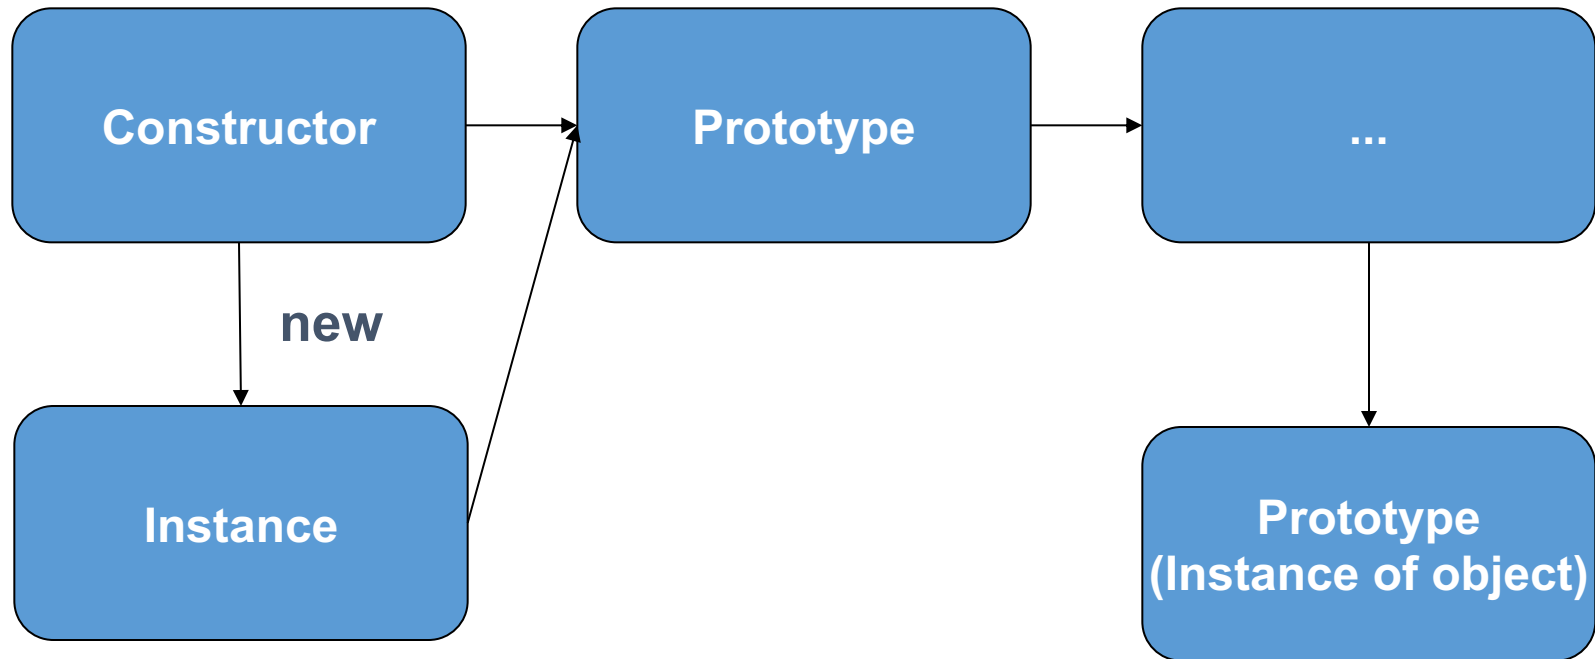 Constructor
Prototype
...
new
Instance
Prototype
(Instance of object)